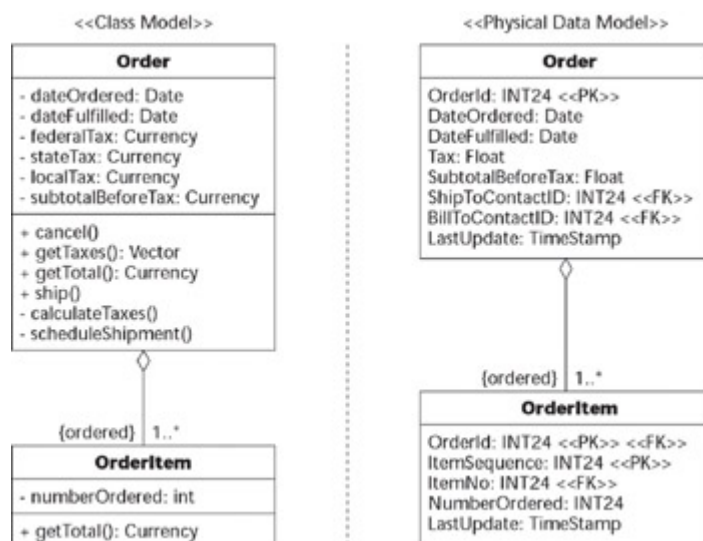 <<Class Model>>
Order
- dateOrdered: Date
- dateFulfilled: Date
- federalTax: Currency
- stateTax: Currency
- localTax: Currency
- subtotalBeforeTax: Currency
+ cancel()
+ getTaxes(): Vector
+ getTotal(): Currency
+ ship()
- calculateTaxes()
- scheduleShipment()
{ordered} 1..*
OrderItem
- numberOrdered: int
+ getTotal(): Currency
<<Physical Data Model>>
Order
OrderId: INT24 <<PK>>
DateOrdered: Date
DateFulfilled: Date
Tax: Float
SubtotalBeforeTax: Float
ShipToContactID: INT24 <<FK>>
BillToContactID: INT24 <<FK>>
LastUpdate: TimeStamp
{ordered} 1..*
OrderItem
OrderId: INT24 <<PK>> <<FK>>
ItemSequence: INT24 <<PK>>
ItemNo: INT24 <<FK>>
NumberOrdered: INT24
LastUpdate: TimeStamp